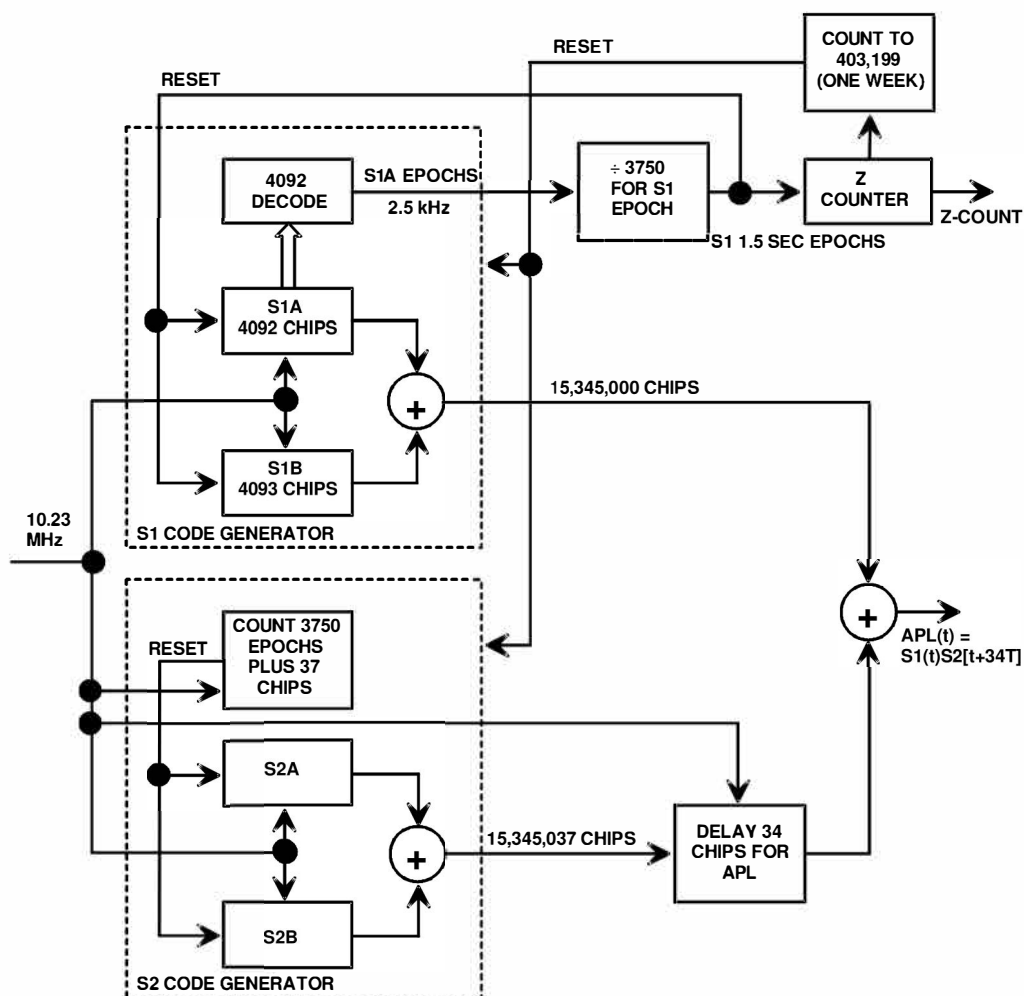 RESET
COUNT TO
403,199
(ONE WEEK)
RESET
4092
DECODE
S1A EPOCHS
2.5 kHz
÷ 3750
FOR S1
EPOCH
Z
COUNTER
Z-COUNT
S1 1.5 SEC EPOCHS
S1A
4092 CHIPS
+
15,345,000 CHIPS
S1B
4093 CHIPS
S1 CODE GENERATOR
10.23
MHz
RESET
COUNT 3750
EPOCHS
PLUS 37
CHIPS
+
APL(t) =
S1(t)S2[t+34T]
S2A
+
15,345,037 CHIPS
DELAY 34
CHIPS FOR
APL
S2B
S2 CODE GENERATOR